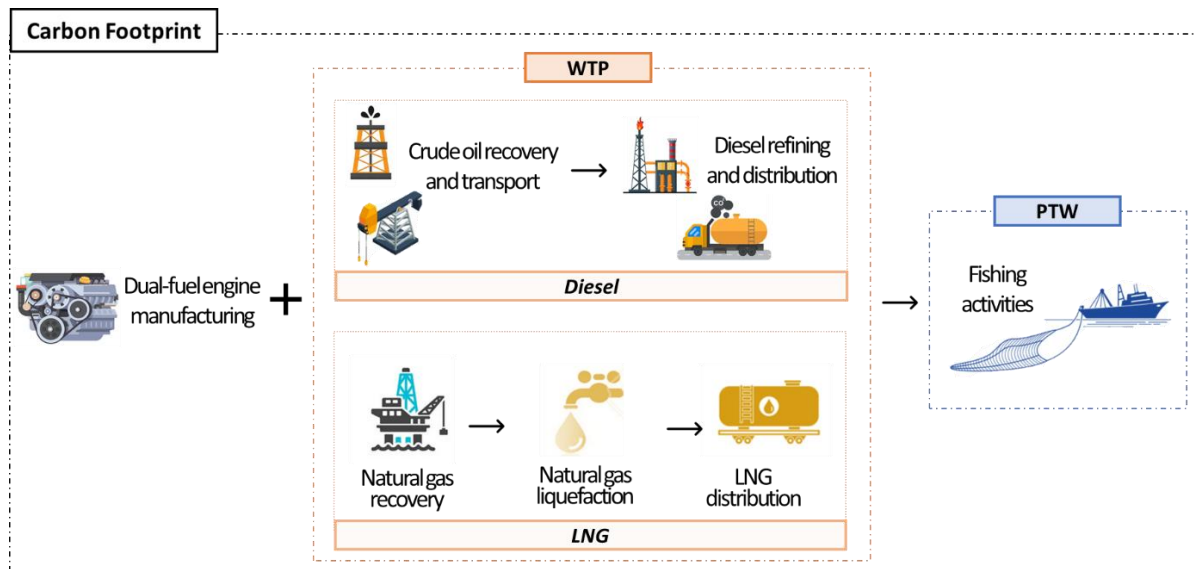 Carbon Footprint
WTP
Crude oil recovery
and transport
Diesel refining
and distribution
CO
Diesel
PTW
Dual-fuel engine
manufacturing
+
Fishing
activities
Natural gas
recovery
Natural gas
liquefaction
LNG
distribution
LNG